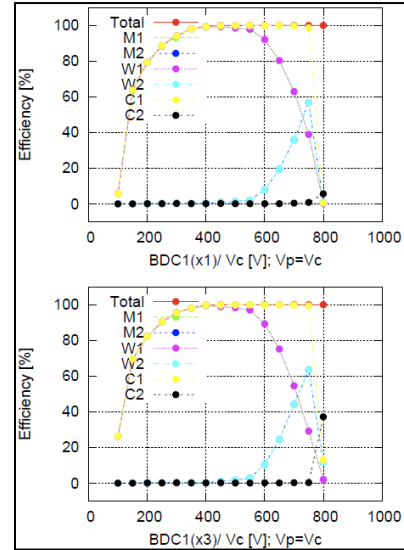 Total
M1
M2
W1
W2
C1
C2
Efficiency [%]
100
80
60
40
20
0
0 200 400 600 800 1000
BDC1(x1)/ Vc [V]; Vp=Vc
Total
M1
M2
W1
W2
C1
C2
Efficiency [%]
100
80
60
40
20
0
0 200 400 600 800 1000
BDC1(x3)/ Vc [V]; Vp=Vc